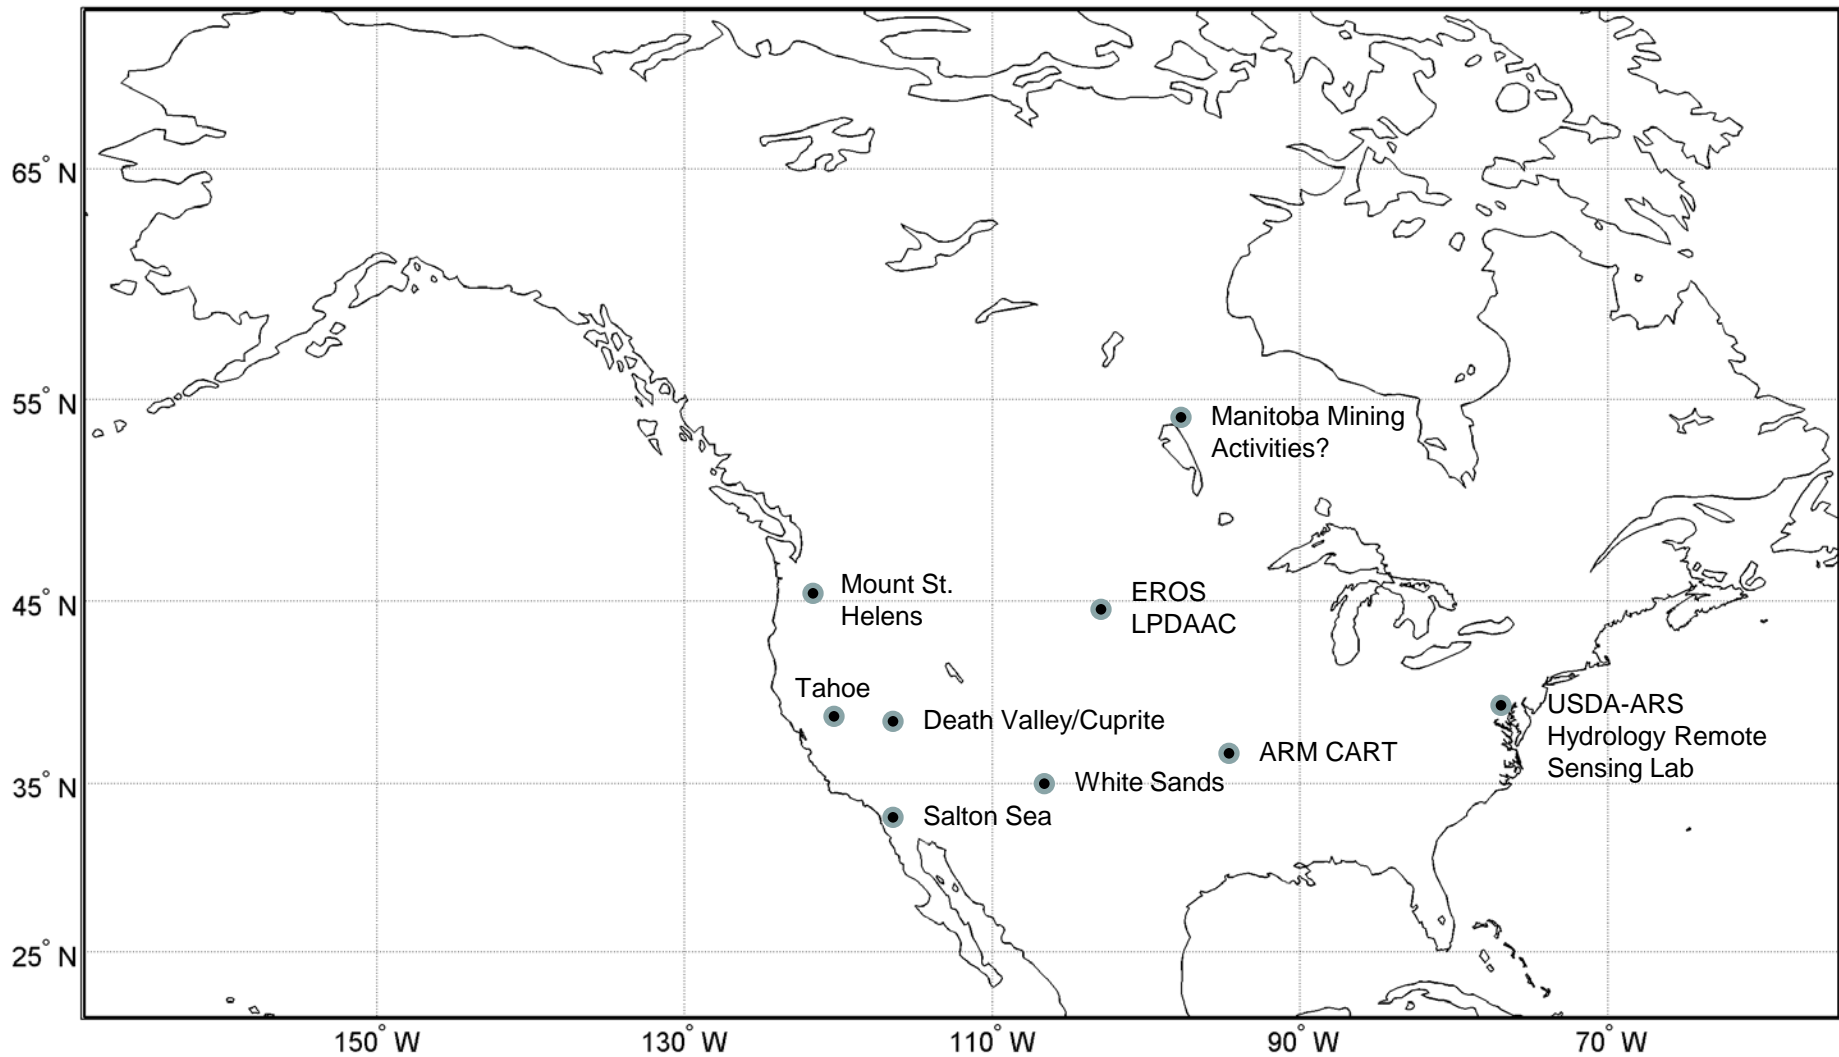 65° N
55° N
45° N
35° N
25° N
Manitoba Mining
Activities?
Mount St.
Helens
EROS
LPDAAC
Tahoe
Death Valley/Cuprite
USDA-ARS
Hydrology Remote
Sensing Lab
ARM CART
White Sands
Salton Sea
150° W
130° W
110° W
90° W
70° W